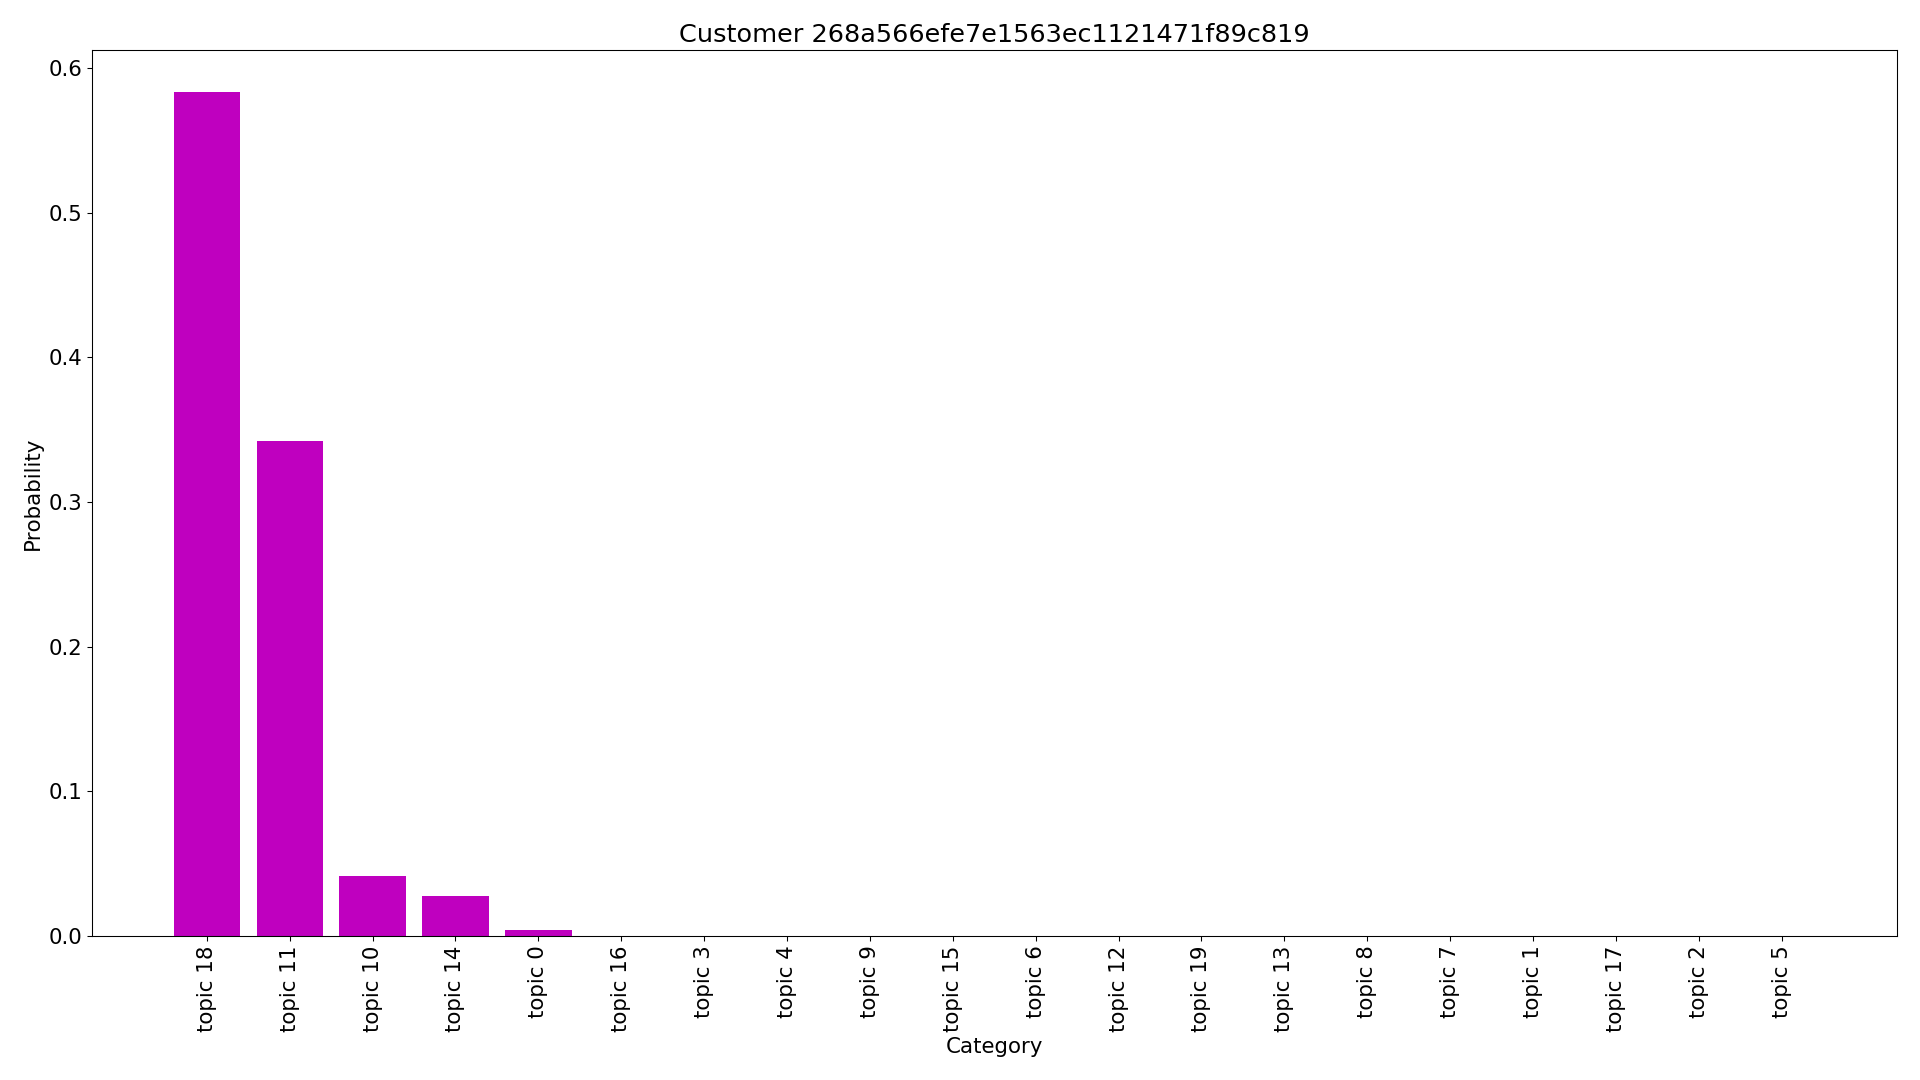 Customer 268a566efe7e1563ec1121471f89c819
0.6
0.5
0.4
0.3
0.2
0.1
0.0
Probability
topic 18
topic 11
topic 10
topic 14
topic 0
topic 16
topic 3
topic 4
topic 9
topic 15
topic 6
topic 12
topic 19
topic 13
topic 8
topic 7
topic 1
topic 17
topic 2
topic 5
Category